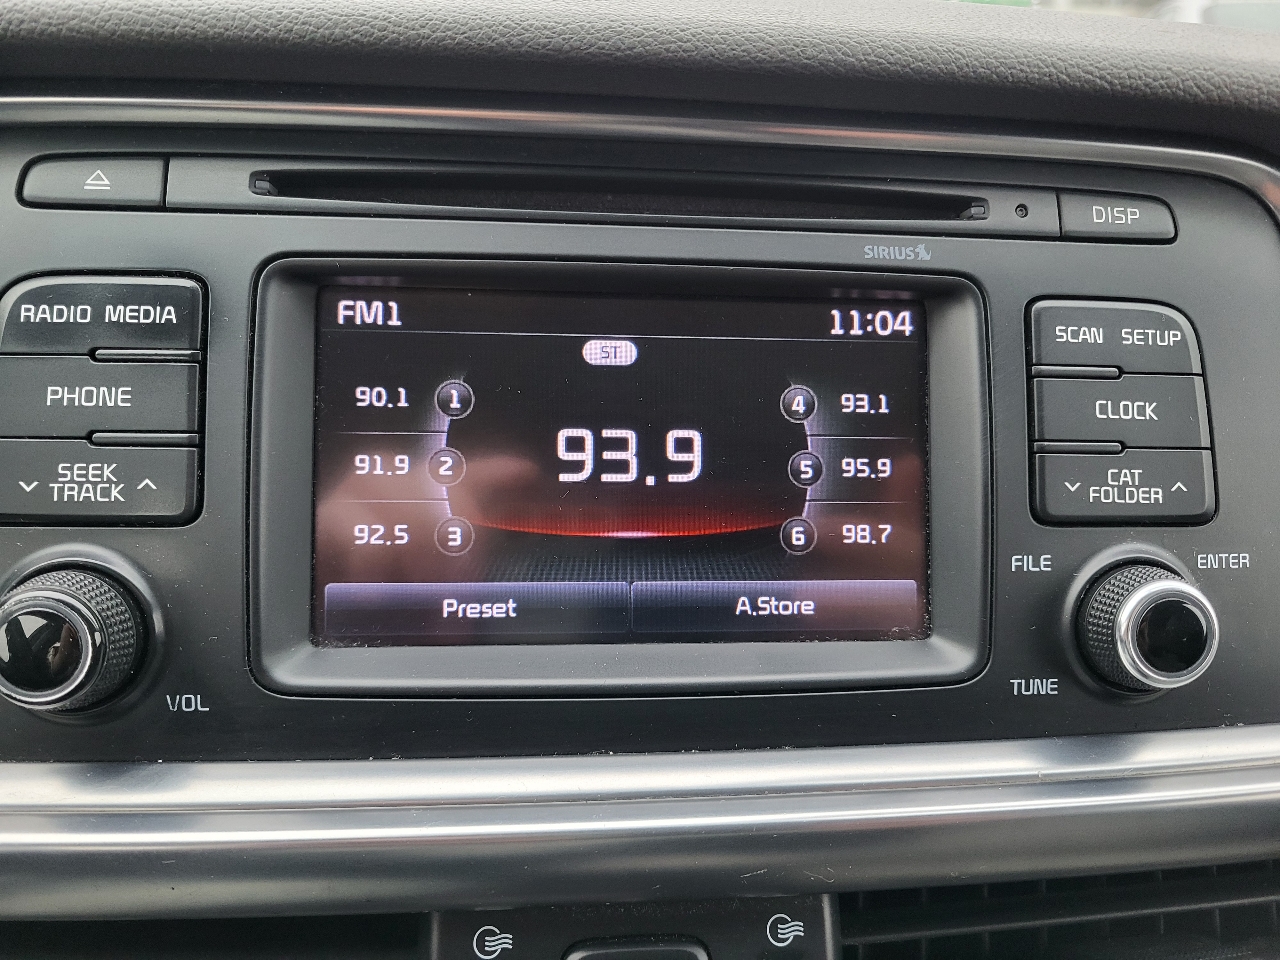 DISP
SIRIUS
RADIO MEDIA
PHONE
SEEK
TRACK
VOL
FM1 11:04
ST
90.1 1
91.9 2
92.5 3
93.9
4 93.1
5 95.9
6 98.7
Preset A.Store
SCAN SETUP
CLOCK
CAT
FOLDER
FILE ENTER
TUNE